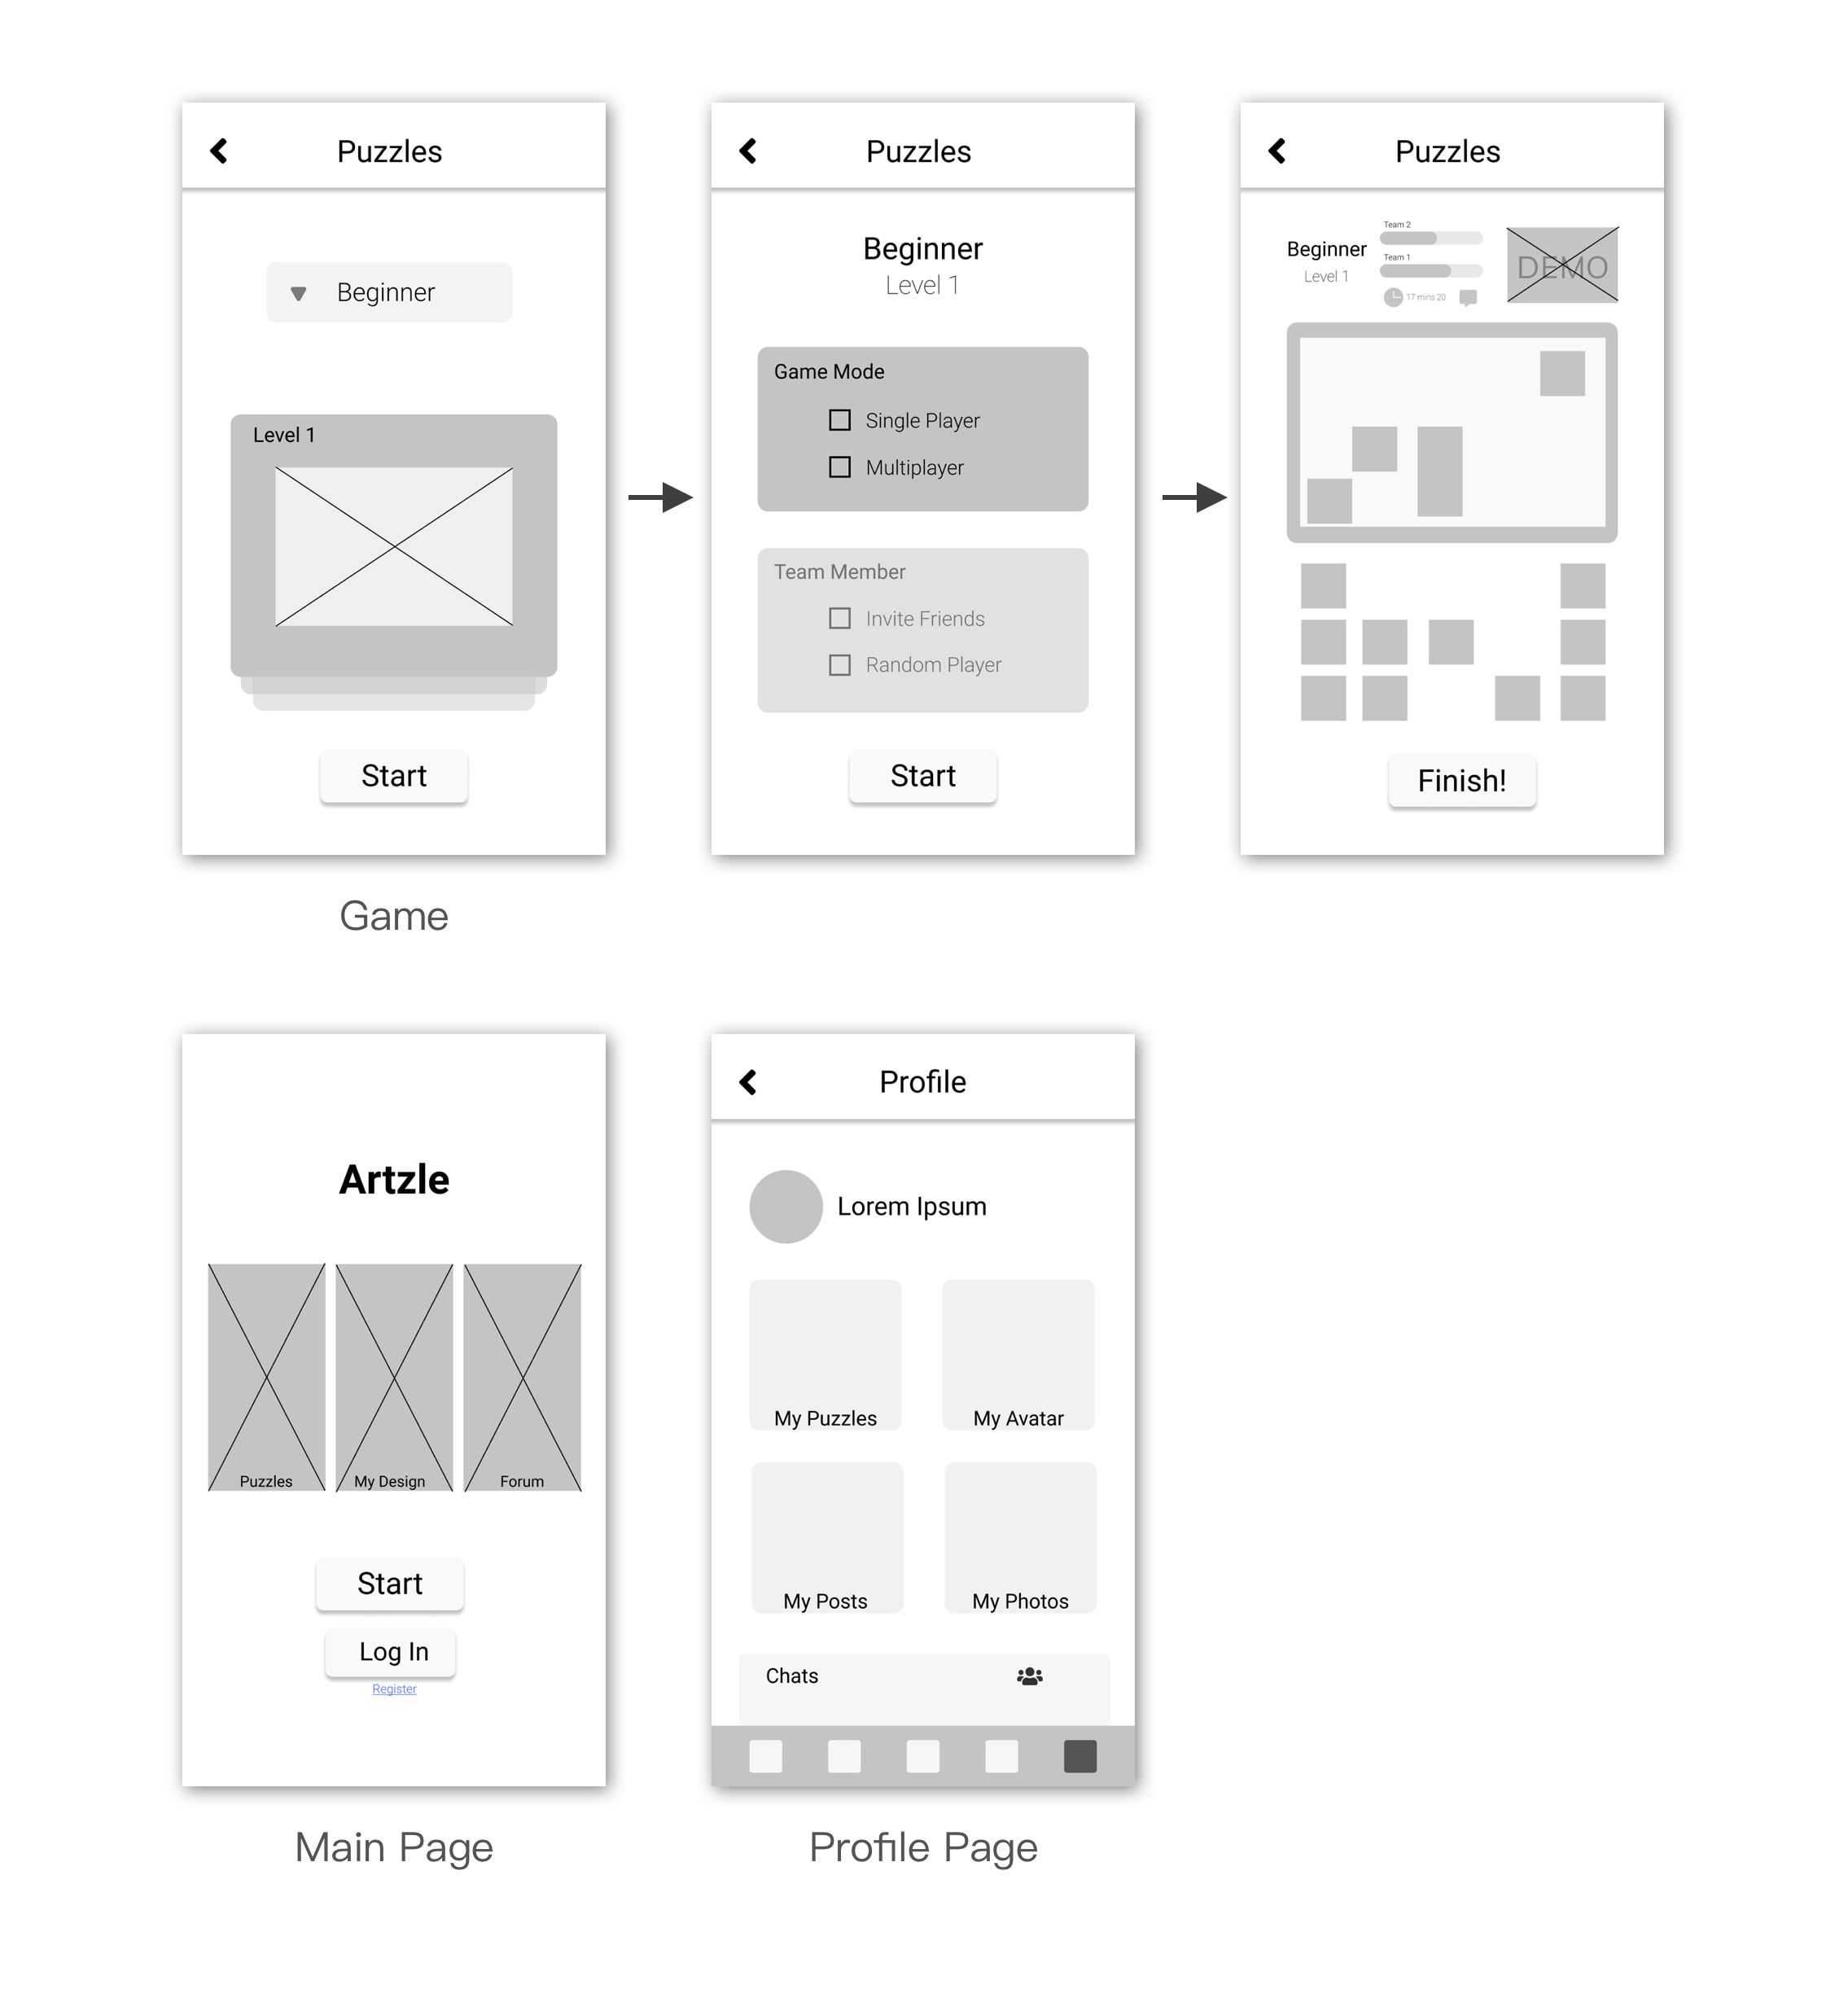 Puzzles
Beginner
Level 1
Start
Game
Puzzles
Beginner
Level 1
Game Mode
Single Player
Multiplayer
Team Member
Invite Friends
Random Player
Start
Puzzles
Beginner
Level 1
Team 2
Team 1
17 mins 20
DEMO
Finish!
Artzle
Puzzles
My Design
Forum
Start
Log In
Register
Main Page
Profile
Lorem Ipsum
My Puzzles
My Avatar
My Posts
My Photos
Chats
Profile Page